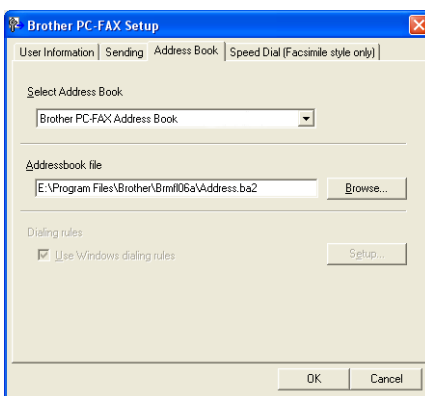 Brother PC-FAX Setup
User Information Sending Address Book Speed Dial (Facsimile style only)
Select Address Book
Brother PC-FAX Address Book
Addressbook file
E:\Program Files\Brother\Brmfl06a\Address.ba2 Browse...
Dialing rules
Use Windows dialing rules Setup...
OK Cancel